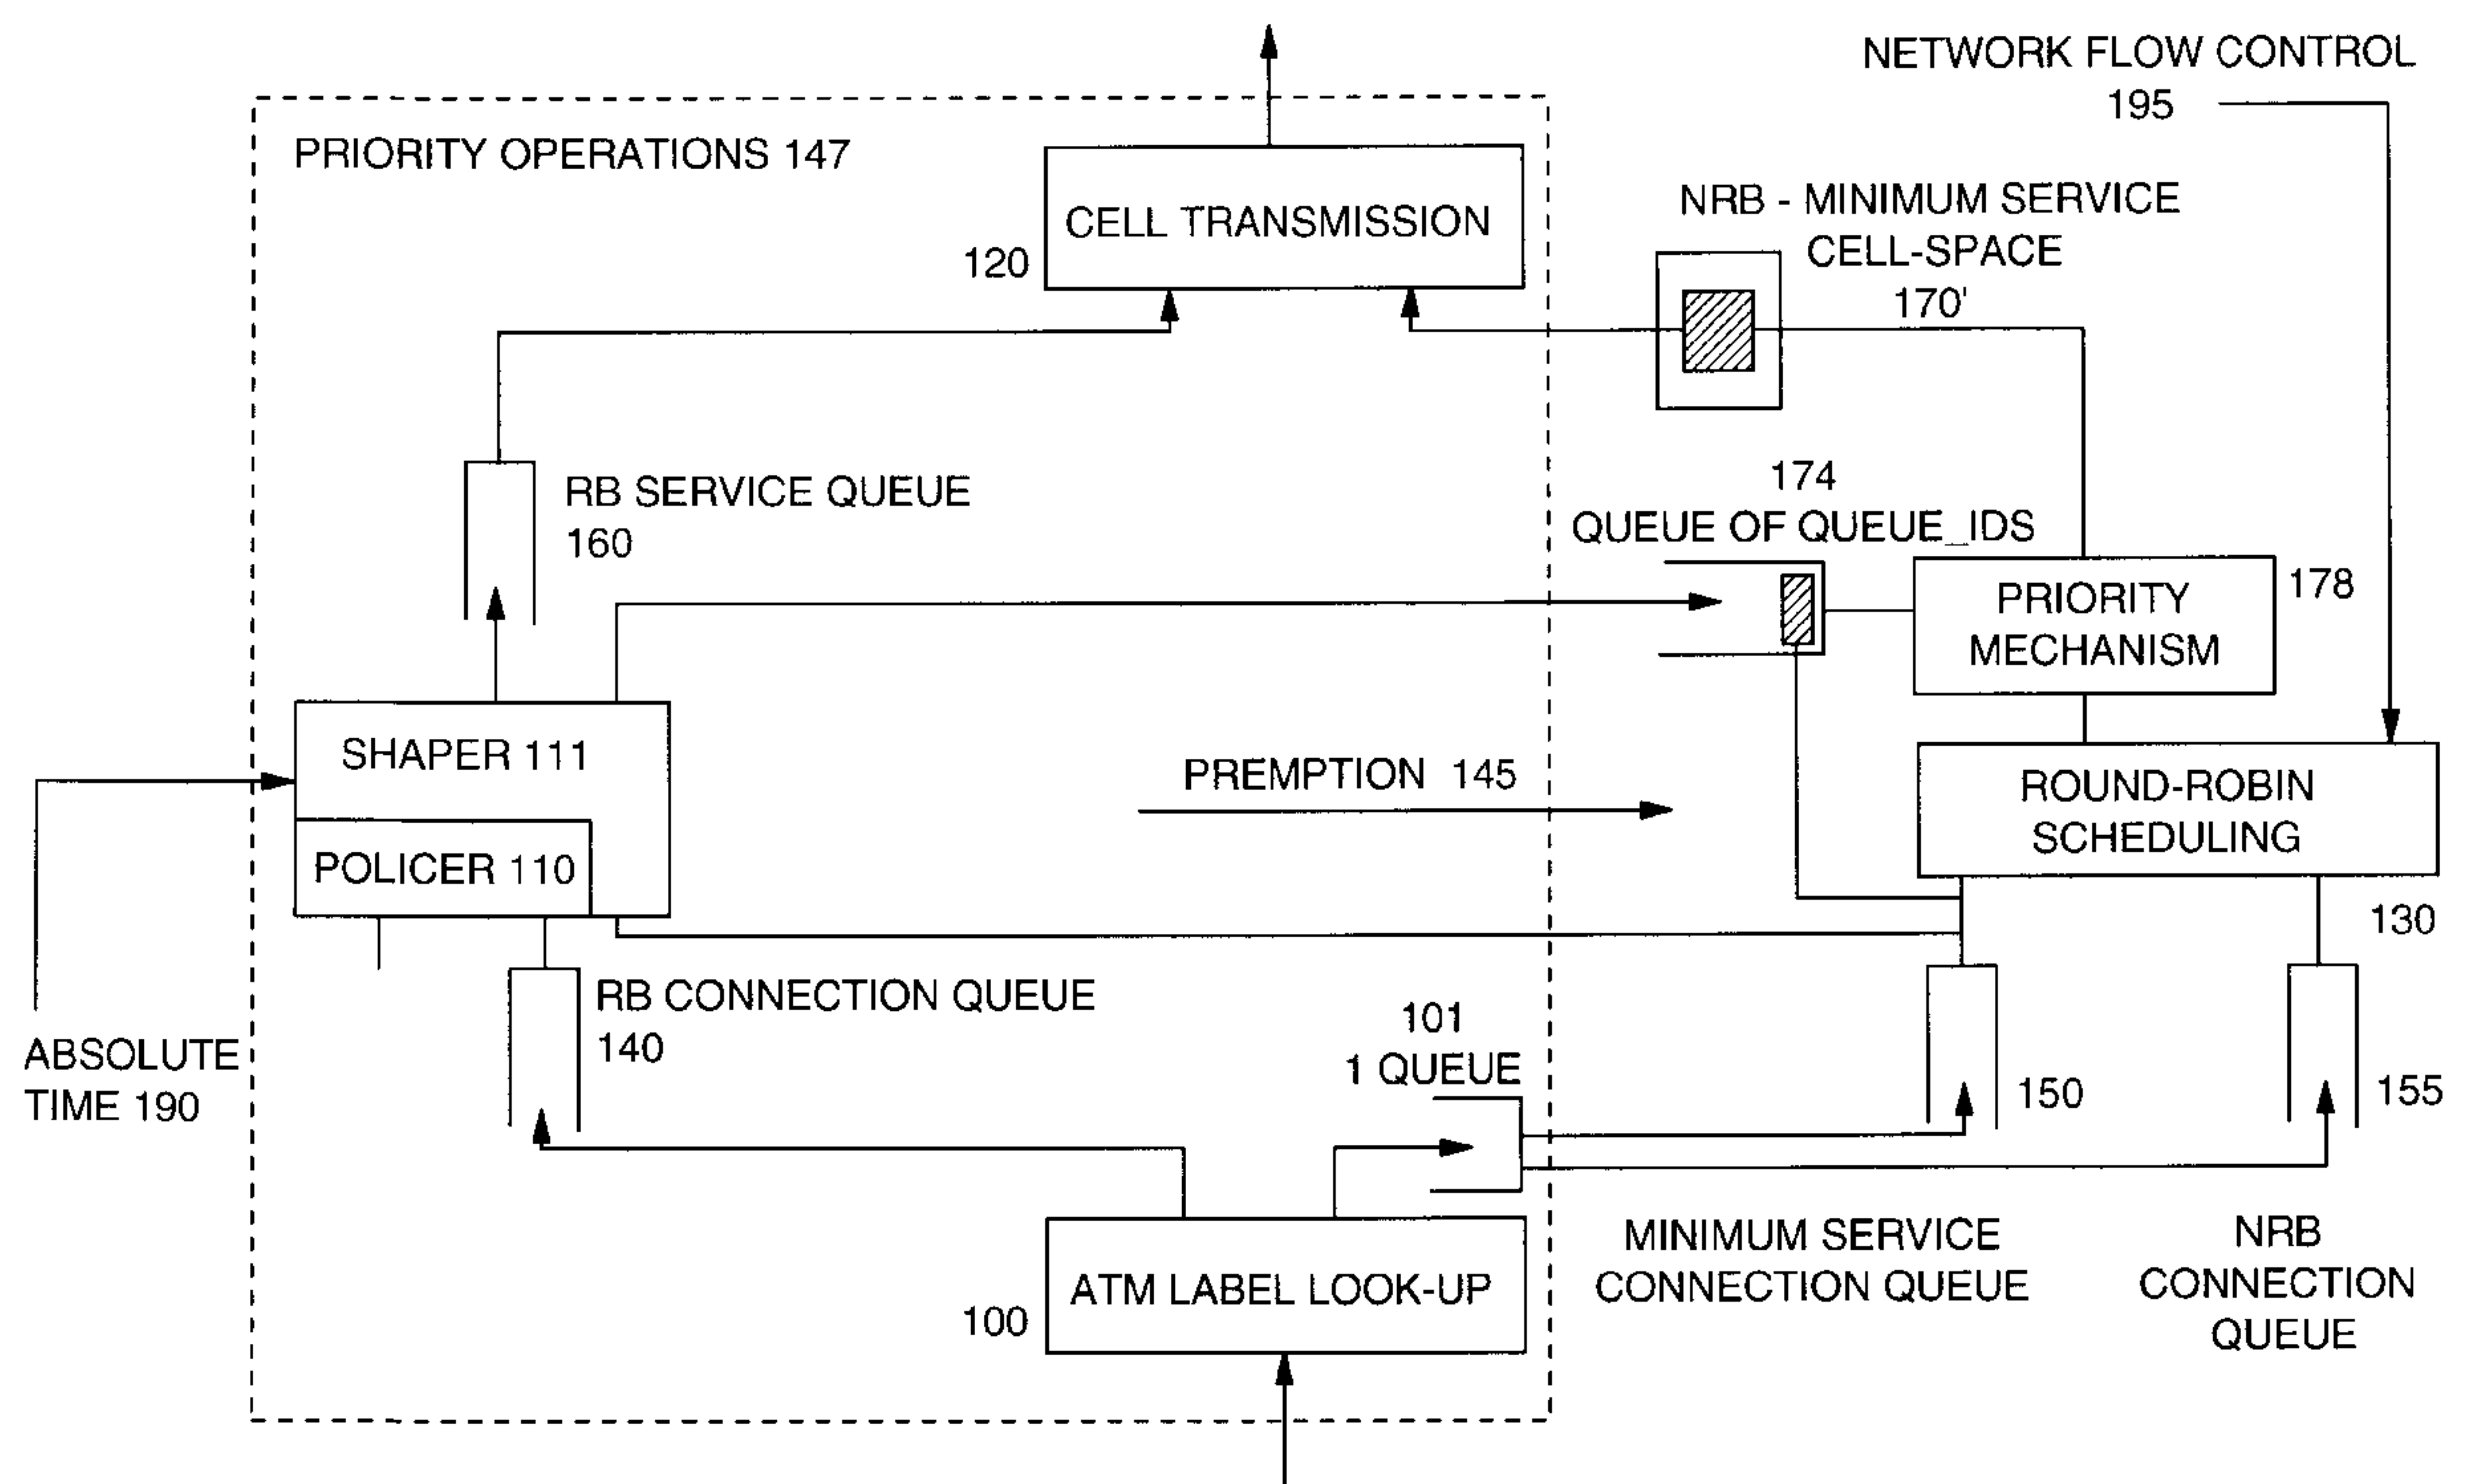 NETWORK FLOW CONTROL
195
PRIORITY OPERATIONS 147
CELL TRANSMISSION
120
NRB - MINIMUM SERVICE
CELL-SPACE
170'
RB SERVICE QUEUE
160
174
QUEUE OF QUEUE_IDS
PRIORITY
MECHANISM
178
SHAPER 111
POLICER 110
PREMPTION 145
ROUND-ROBIN
SCHEDULING
130
ABSOLUTE
TIME 190
RB CONNECTION QUEUE
140
101
1 QUEUE
150
155
ATM LABEL LOOK-UP
100
MINIMUM SERVICE
CONNECTION QUEUE
NRB
CONNECTION
QUEUE